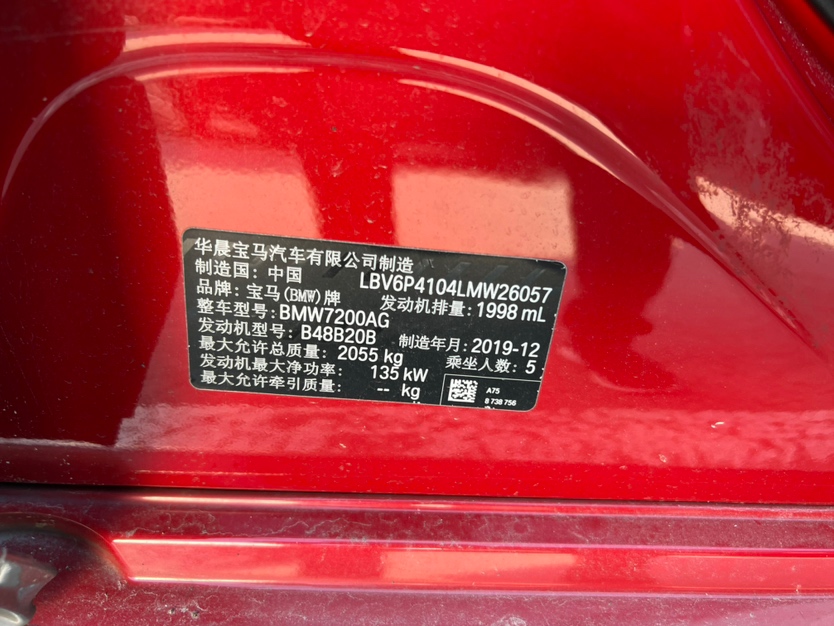 华晨宝马汽车有限公司制造
制造国：中国 LBV6P4104LMW26057
品牌：宝马(BMW)牌 发动机排量：1998 mL
整车型号：BMW7200AG
发动机型号：B48B20B 制造年月：2019-12
最大允许总质量：2055 kg 乘坐人数：5
发动机最大净功率：135 kW
最大允许牵引质量：-- kg
A75
8 738 756